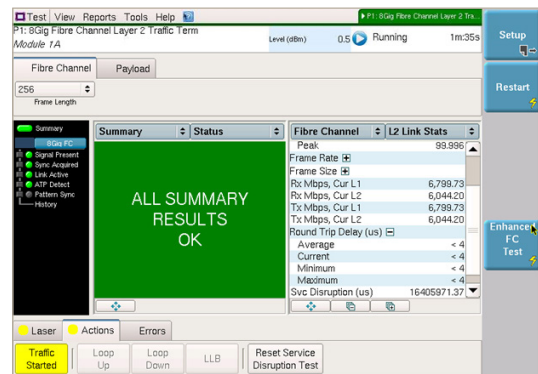 Test View Reports Tools Help
P1: 8Gig Fibre Channel Layer 2 Tra...
P1: 8Gig Fibre Channel Layer 2 Traffic Term
Module 1A
Level (dBm) 0.5 Running 1m:35s
Setup
Fibre Channel Payload
256
Frame Length
Restart
Summary
8Gig FC
Signal Present
Sync Acquired
Link Active
ATP Detect
Pattern Sync
History
Summary Status
ALL SUMMARY
RESULTS
OK
Fibre Channel L2 Link Stats
Peak 99.996
Frame Rate
Frame Size
Rx Mbps, Cur L1 6,799.73
Rx Mbps, Cur L2 6,044.20
Tx Mbps, Cur L1 6,799.73
Tx Mbps, Cur L2 6,044.20
Round Trip Delay (us)
Average < 4
Current < 4
Minimum < 4
Maximum < 4
Svc Disruption (us) 16405971.37
Enhanced
FC
Test
Laser Actions Errors
Traffic
Started
Loop
Up
Loop
Down
LLB
Reset Service
Disruption Test